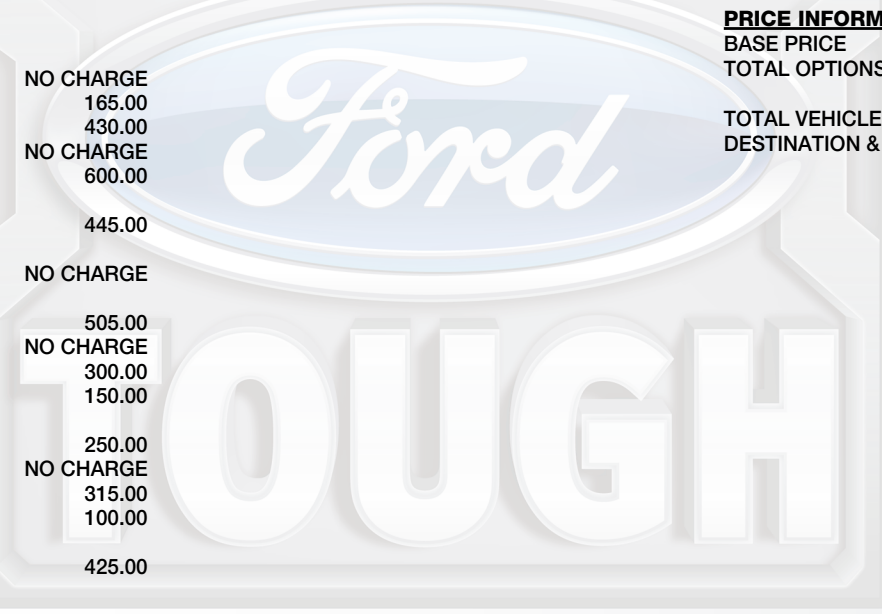 NO CHARGE
165.00
430.00
NO CHARGE
600.00
445.00
NO CHARGE
505.00
NO CHARGE
300.00
150.00
250.00
NO CHARGE
315.00
100.00
425.00
PRICE INFORM
BASE PRICE
TOTAL OPTIONS
TOTAL VEHICLE
DESTINATION &
Ford
TOUGH